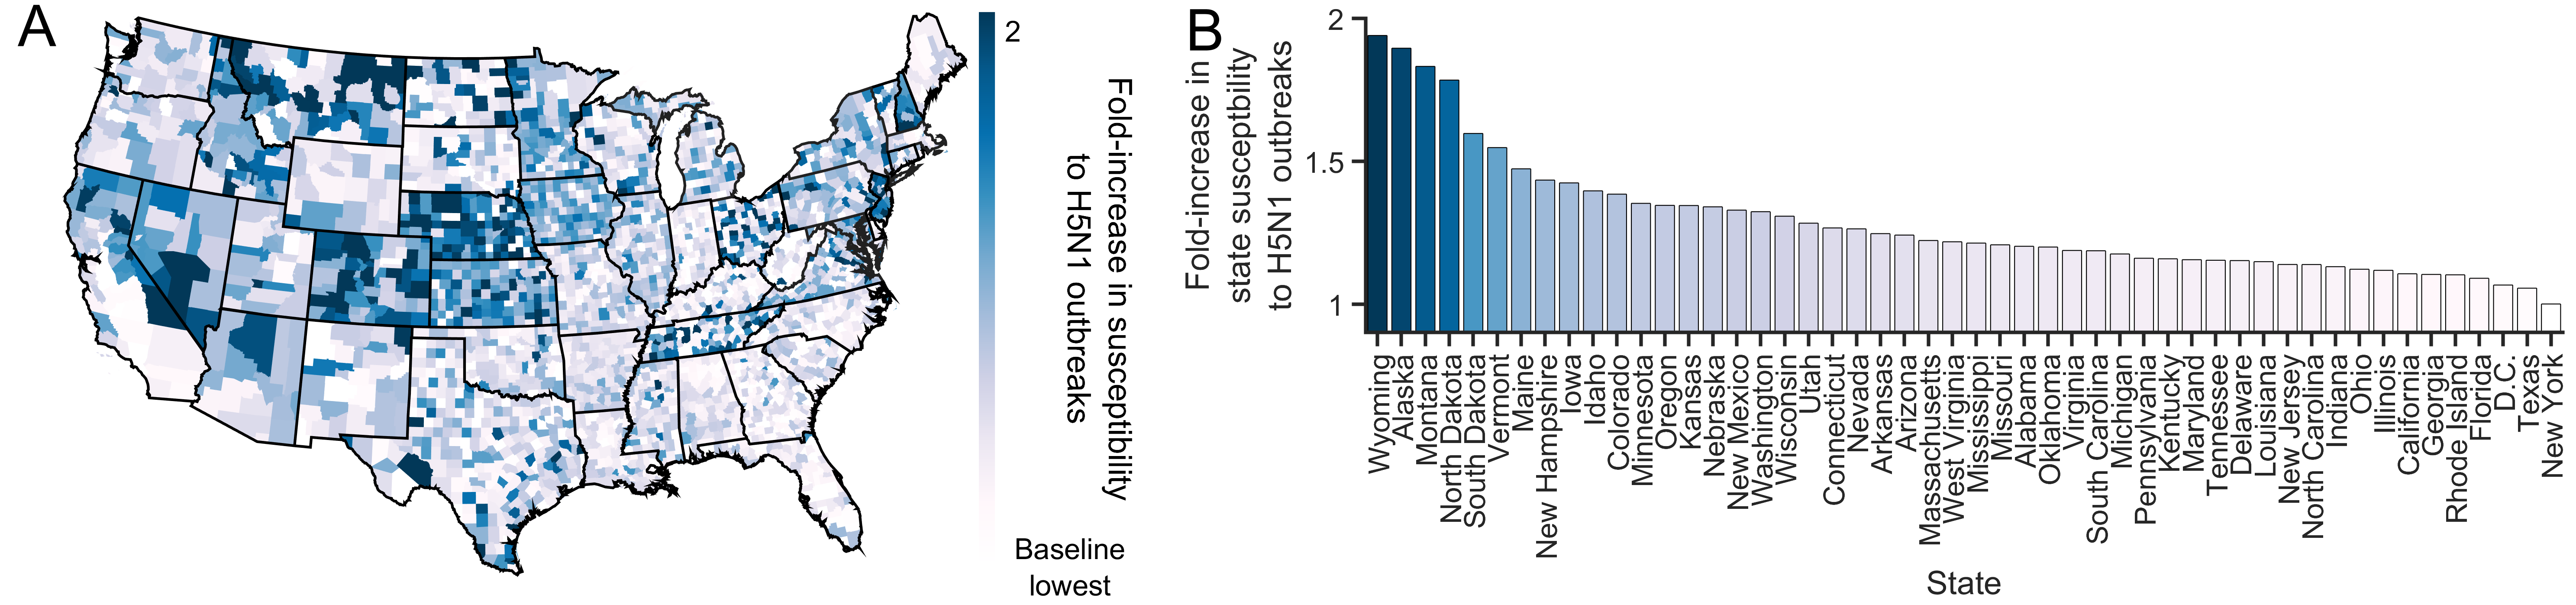 A
2
Fold-increase in susceptibility
to H5N1 outbreaks
Baseline
lowest
B
Fold-increase in
state susceptbility
to H5N1 outbreaks
2
1.5
1
Wyoming
Alaska
Montana
North Dakota
South Dakota
Vermont
Maine
New Hampshire
Iowa
Idaho
Colorado
Minnesota
Oregon
Kansas
Nebraska
New Mexico
Washington
Wisconsin
Utah
Connecticut
Nevada
Arkansas
Arizona
Massachusetts
West Virginia
Mississippi
Missouri
Alabama
Oklahoma
Virginia
South Carolina
Michigan
Pennsylvania
Kentucky
Maryland
Tennessee
Delaware
Louisiana
New Jersey
North Carolina
Indiana
Ohio
Illinois
California
Georgia
Rhode Island
Florida
D.C.
Texas
New York
State